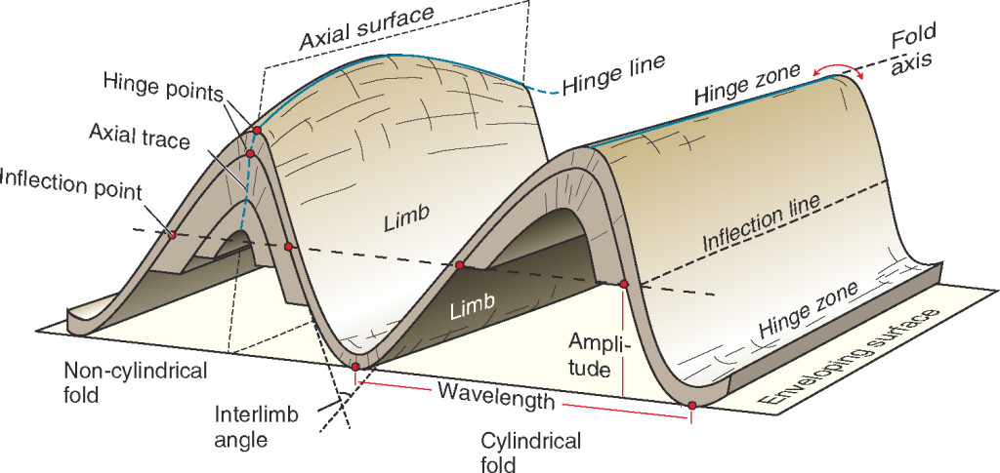 Axial surface
Hinge points
Axial trace
Inflection point
Hinge line
Hinge zone
Fold
axis
Limb
Inflection line
Limb
Hinge zone
Ampli-
tude
Enveloping surface
Non-cylindrical
fold
Wavelength
Interlimb
angle
Cylindrical
fold